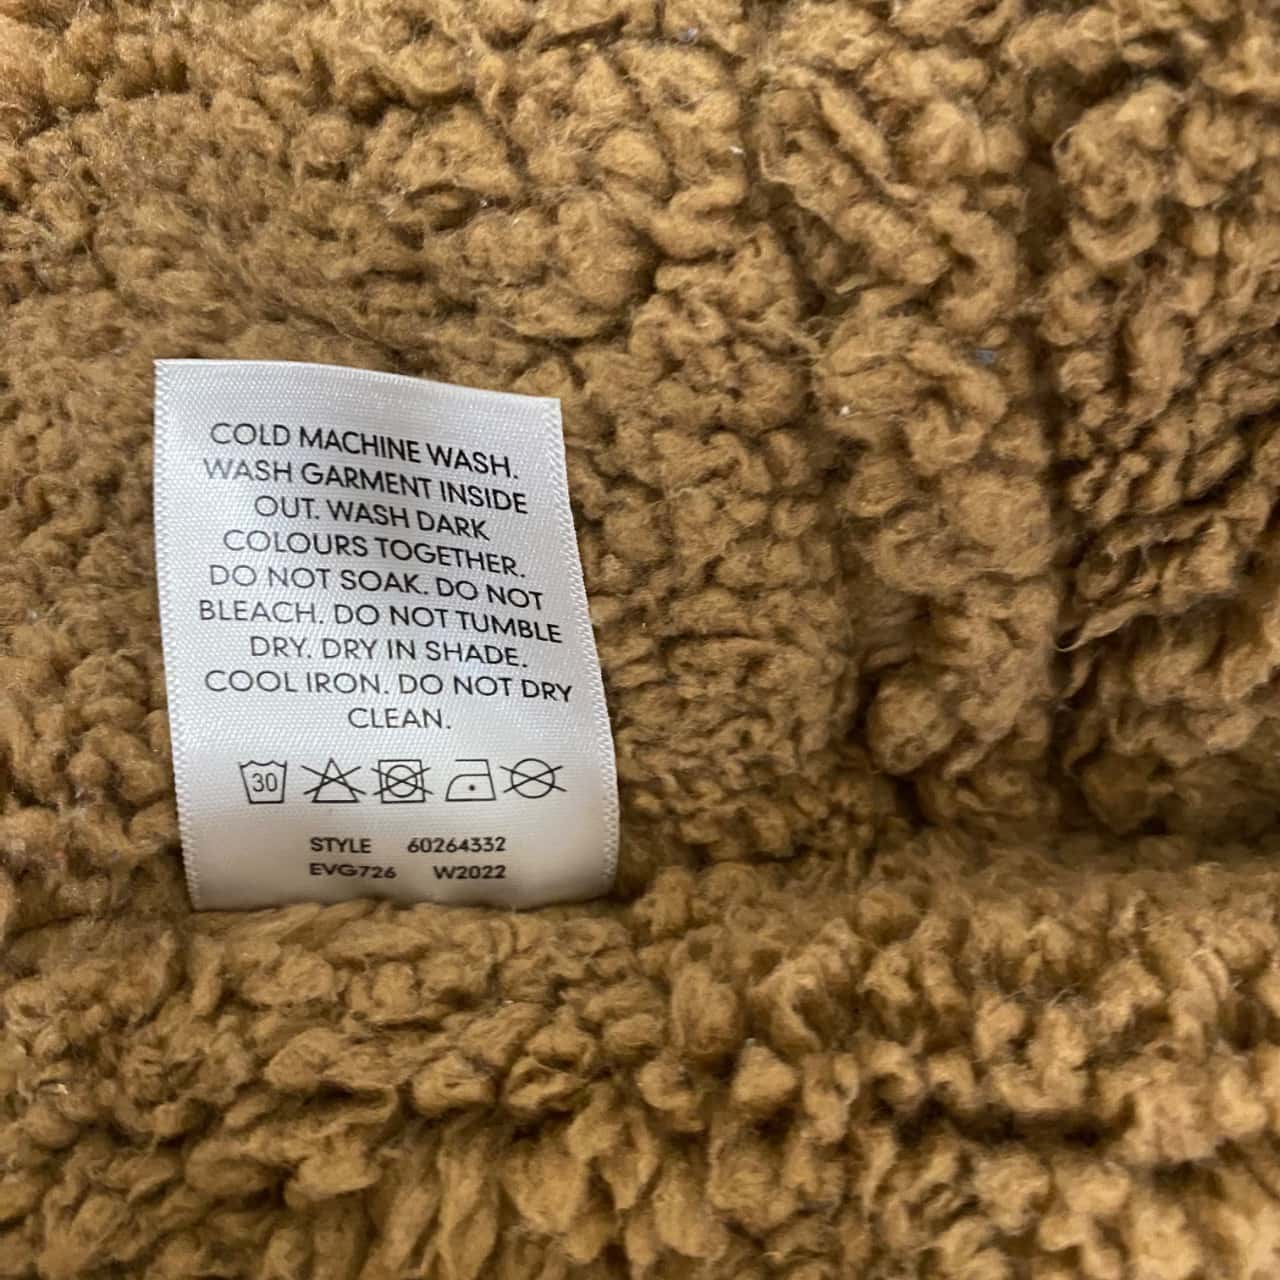 COLD MACHINE WASH.
WASH GARMENT INSIDE
OUT. WASH DARK
COLOURS TOGETHER.
DO NOT SOAK. DO NOT
BLEACH. DO NOT TUMBLE
DRY. DRY IN SHADE.
COOL IRON. DO NOT DRY
CLEAN.
30
STYLE 60264332
EVG726 W2022